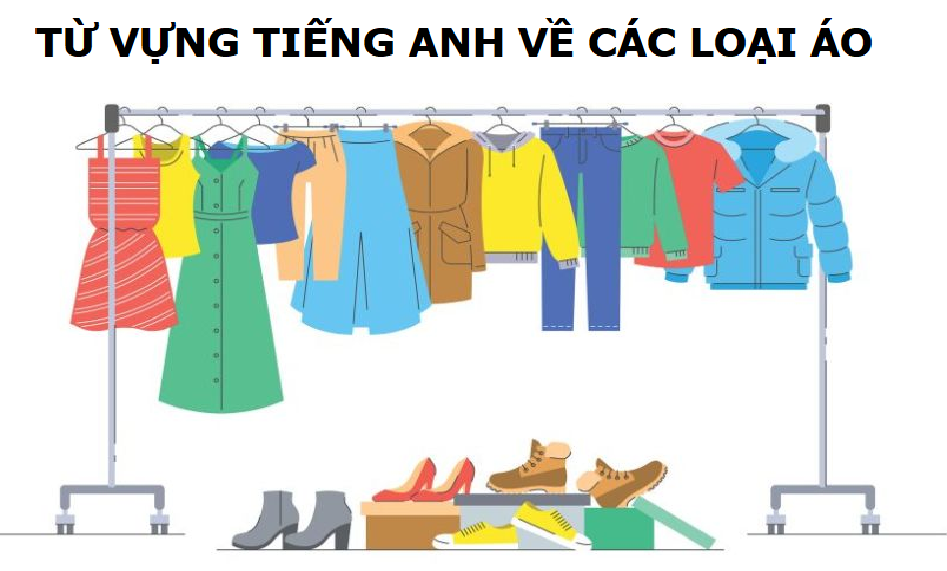 TỪ VỰNG TIẾNG ANH VỀ CÁC LOẠI ÁO